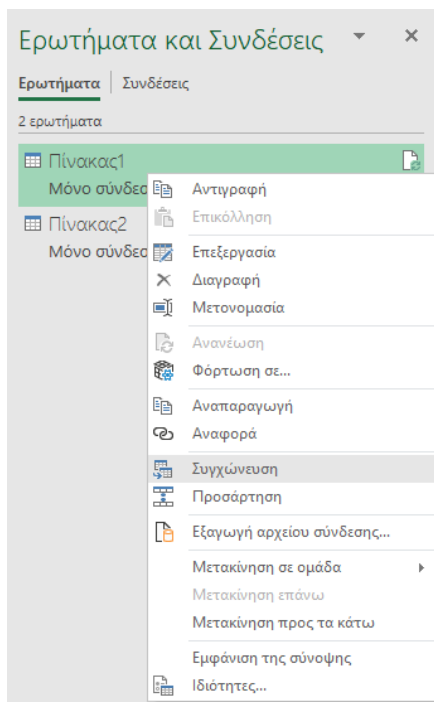 Ερωτήματα και Συνδέσεις
Ερωτήματα Συνδέσεις
2 ερωτήματα
Πίνακας1
Μόνο σύνδεσ
Πίνακας2
Μόνο σύνδεσ
Αντιγραφή
Επικόλληση
Επεξεργασία
Διαγραφή
Μετονομασία
Ανανέωση
Φόρτωση σε...
Αναπαραγωγή
Αναφορά
Συγχώνευση
Προσάρτηση
Εξαγωγή αρχείου σύνδεσης...
Μετακίνηση σε ομάδα
Μετακίνηση επάνω
Μετακίνηση προς τα κάτω
Εμφάνιση της σύνοψης
Ιδιότητες...